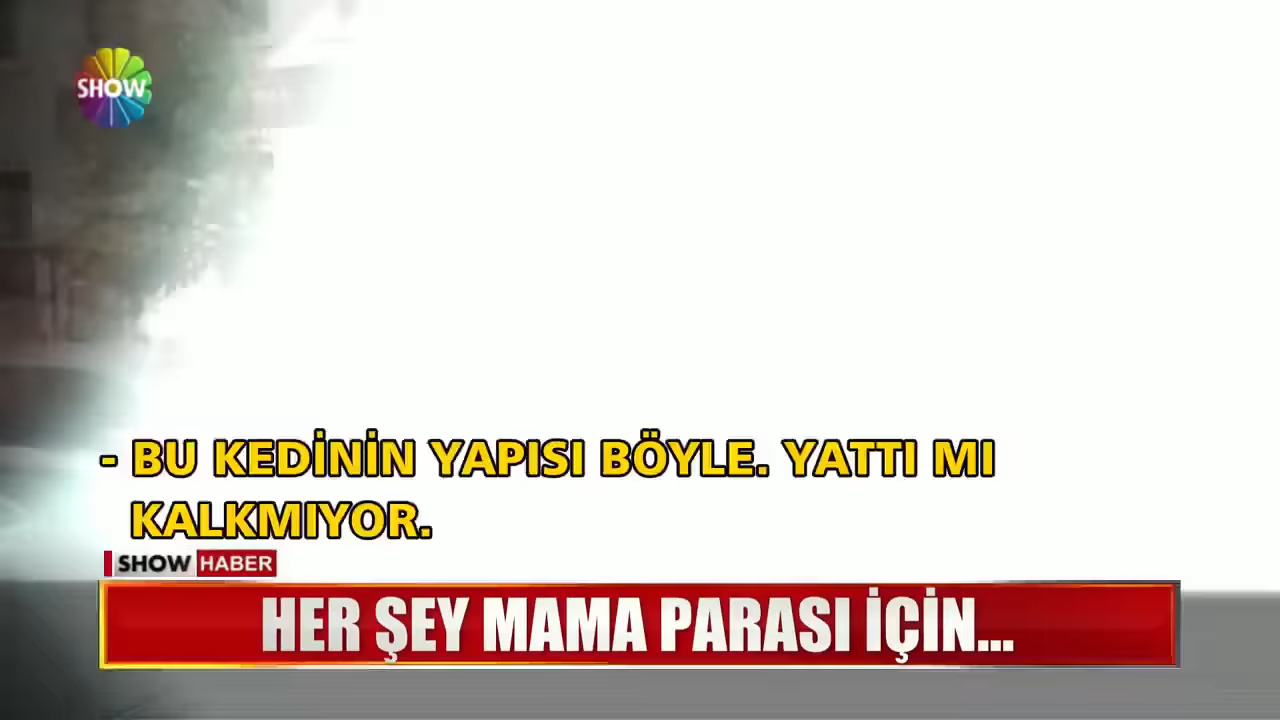 SHOW
- BU KEDİNİN YAPISI BÖYLE. YATTI MI
KALKMIYOR.
SHOW HABER
HER ŞEY MAMA PARASI İÇİN...